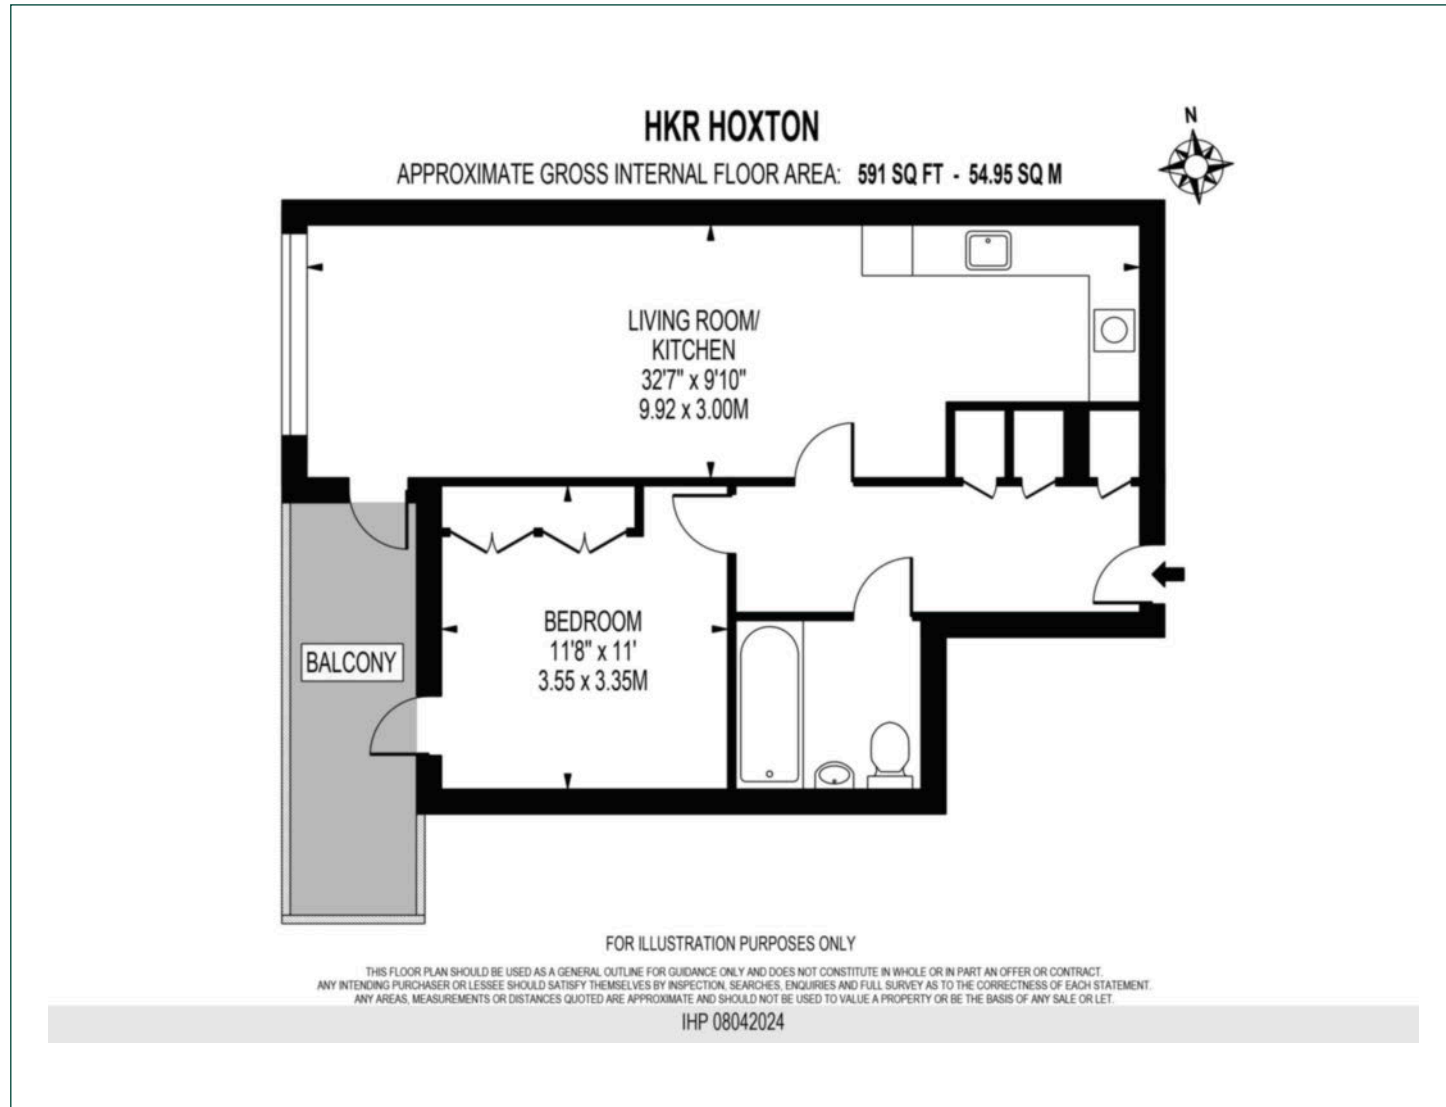 HKR HOXTON
N
APPROXIMATE GROSS INTERNAL FLOOR AREA: 591 SQ FT - 54.95 SQ M
LIVING ROOM/
KITCHEN
32'7" x 9'10"
9.92 x 3.00M
BEDROOM
11'8" x 11'
3.55 x 3.35M
BALCONY
FOR ILLUSTRATION PURPOSES ONLY
THIS FLOOR PLAN SHOULD BE USED AS A GENERAL OUTLINE FOR GUIDANCE ONLY AND DOES NOT CONSTITUTE IN WHOLE OR IN PART AN OFFER OR CONTRACT.
ANY INTENDING PURCHASER OR LESSEE SHOULD SATISFY THEMSELVES BY INSPECTION, SEARCHES, ENQUIRIES AND FULL SURVEY AS TO THE CORRECTNESS OF EACH STATEMENT.
ANY AREAS, MEASUREMENTS OR DISTANCES QUOTED ARE APPROXIMATE AND SHOULD NOT BE USED TO VALUE A PROPERTY OR BE THE BASIS OF ANY SALE OR LET.
IHP 08042024